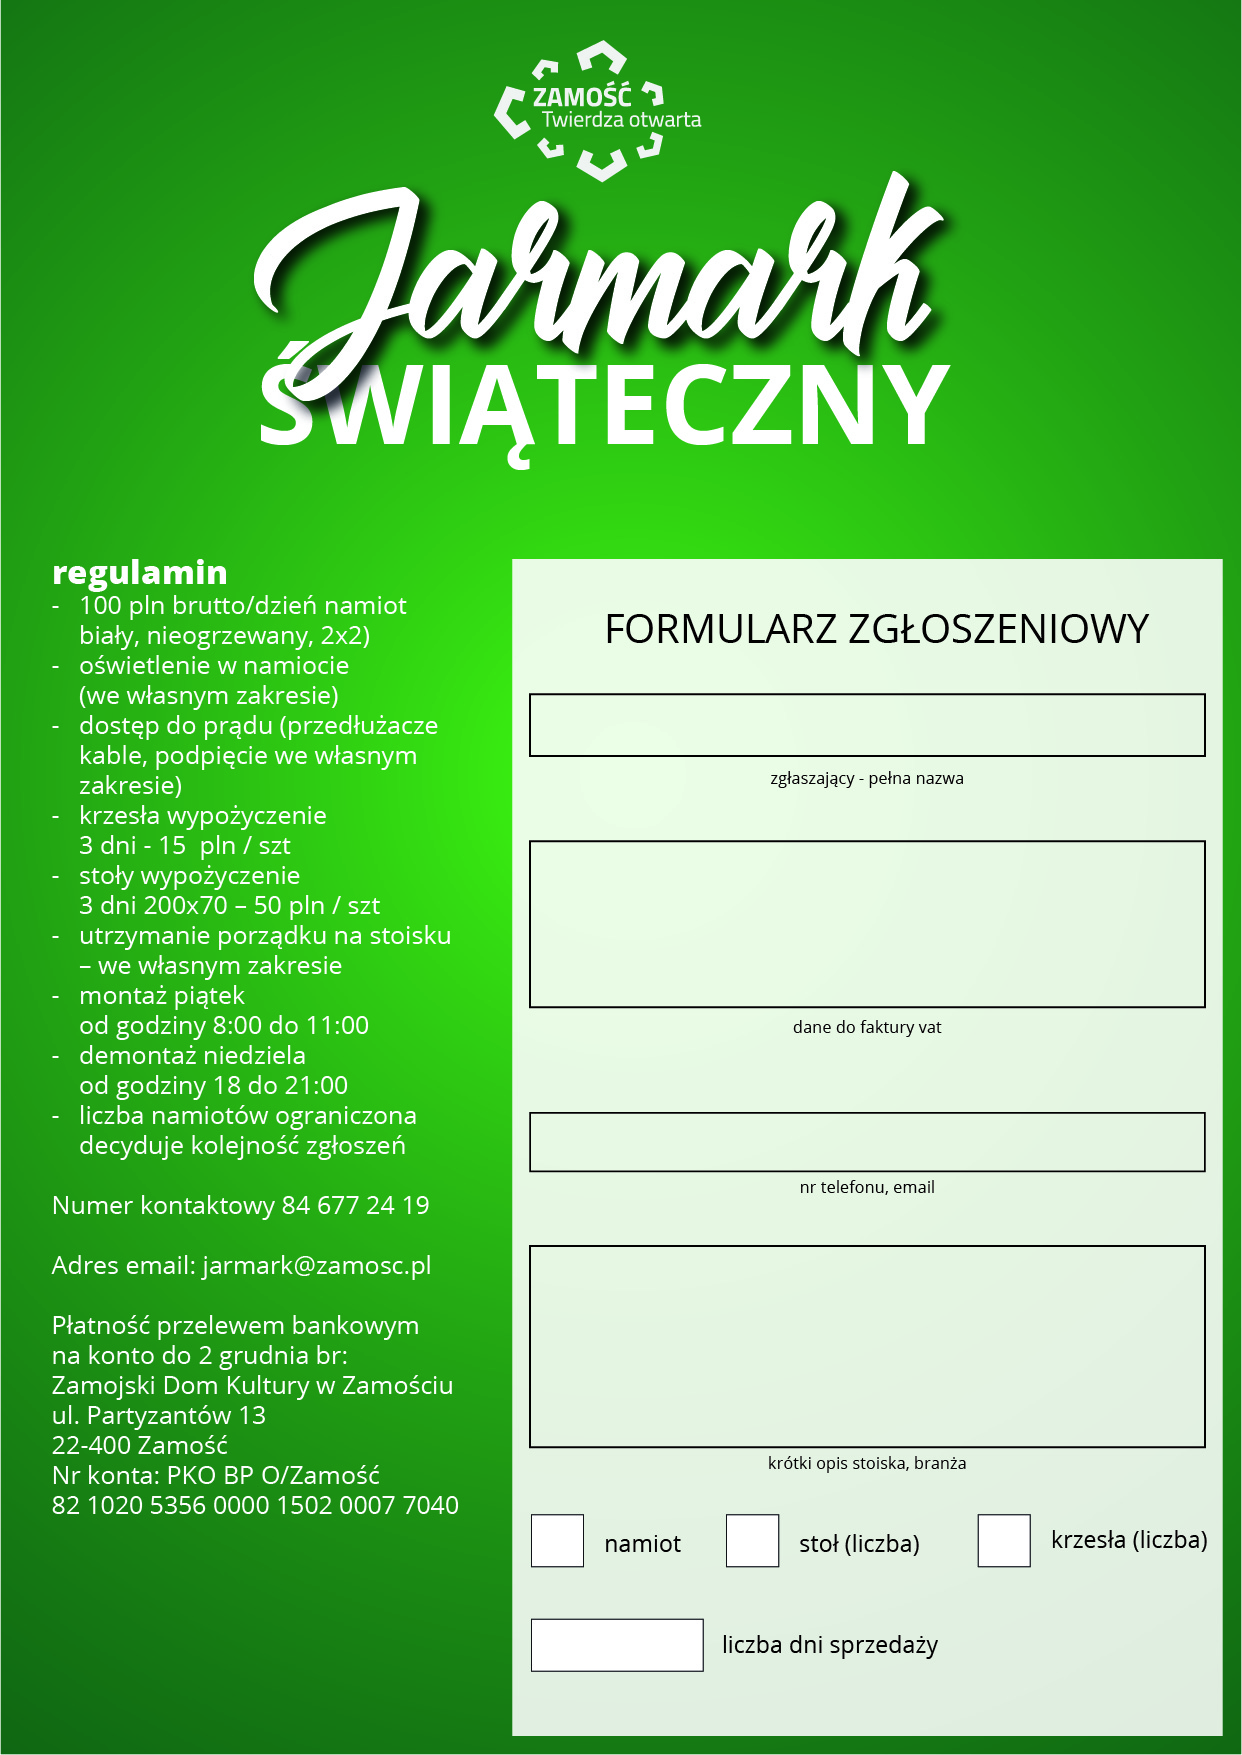 ZAMOŚĆ
Twierdza otwarta
Jarmark
ŚWIĄTECZNY
regulamin
- 100 pln brutto/dzień namiot
biały, nieogrzewany, 2x2)
- oświetlenie w namiocie
(we własnym zakresie)
- dostęp do prądu (przedłużacze
kable, podpięcie we własnym
zakresie)
- krzesła wypożyczenie
3 dni - 15 pln / szt
- stoły wypożyczenie
3 dni 200x70 – 50 pln / szt
- utrzymanie porządku na stoisku
– we własnym zakresie
- montaż piątek
od godziny 8:00 do 11:00
- demontaż niedziela
od godziny 18 do 21:00
- liczba namiotów ograniczona
decyduje kolejność zgłoszeń
Numer kontaktowy 84 677 24 19
Adres email: jarmark@zamosc.pl
Płatność przelewem bankowym
na konto do 2 grudnia br:
Zamojski Dom Kultury w Zamościu
ul. Partyzantów 13
22-400 Zamość
Nr konta: PKO BP O/Zamość
82 1020 5356 0000 1502 0007 7040
FORMULARZ ZGŁOSZENIOWY
zgłaszający - pełna nazwa
dane do faktury vat
nr telefonu, email
krótki opis stoiska, branża
namiot
stoł (liczba)
krzesła (liczba)
liczba dni sprzedaży